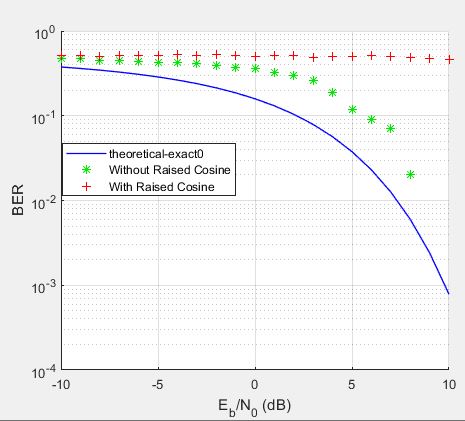 10^0
10^-1
10^-2
10^-3
10^-4
BER
theoretical-exact0
Without Raised Cosine
With Raised Cosine
-10 -5 0 5 10
E_b/N_0 (dB)